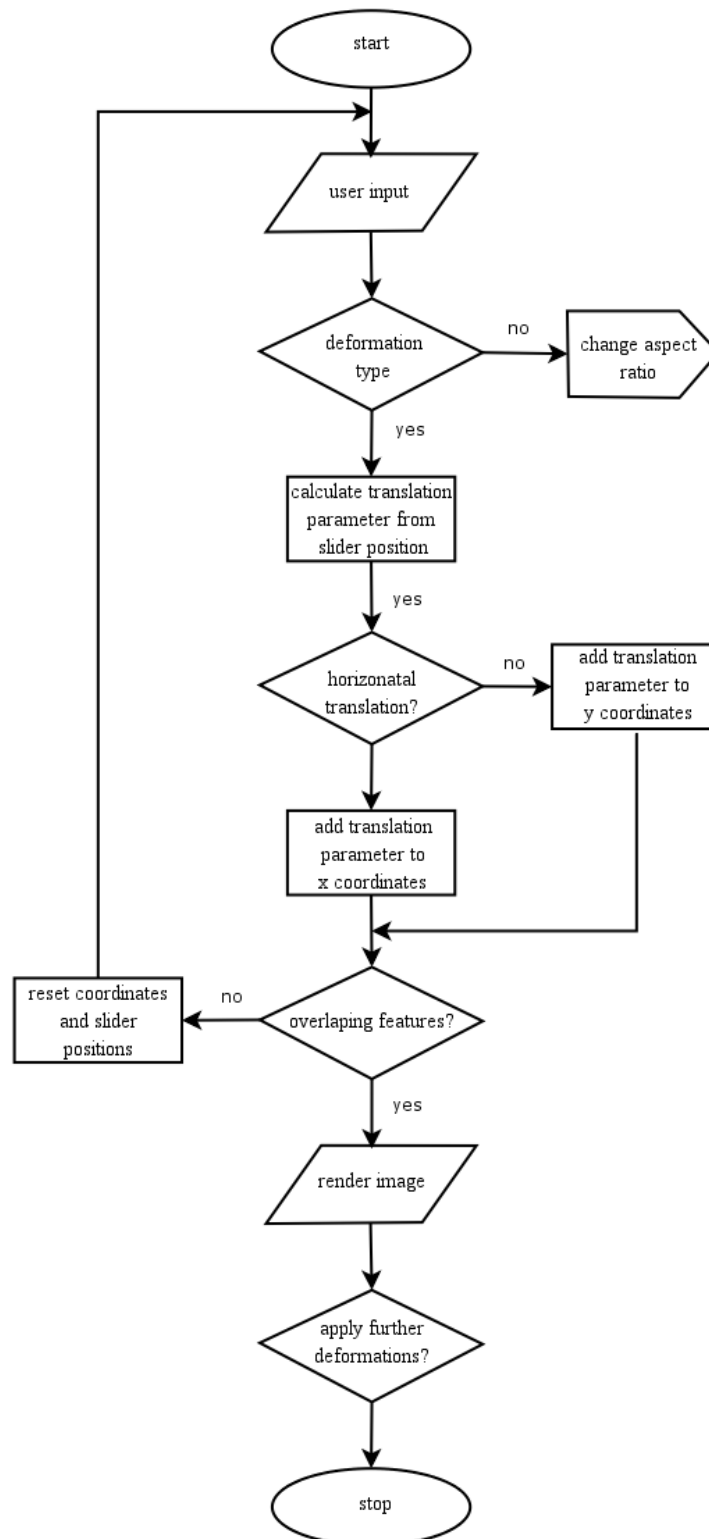 start
user input
deformation
type
no
change aspect
ratio
yes
calculate translation
parameter from
slider position
yes
horizonatal
translation?
no
add translation
parameter to
y coordinates
add translation
parameter to
x coordinates
overlaping features?
no
reset coordinates
and slider
positions
yes
render image
apply further
deformations?
stop